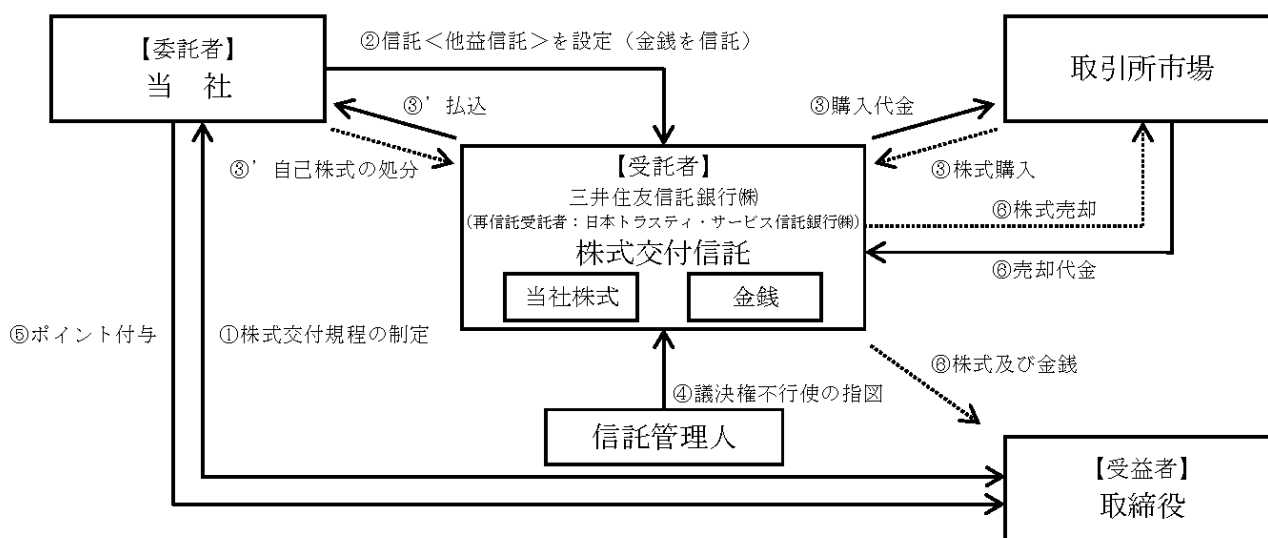 ②信託＜他益信託＞を設定（金銭を信託）
【委託者】
当　社
取引所市場
③’払込
③購入代金
③’自己株式の処分
【受託者】
三井住友信託銀行㈱
(再信託受託者：日本トラスティ・サービス信託銀行㈱)
株式交付信託
当社株式
金銭
③株式購入
⑥株式売却
⑥売却代金
⑤ポイント付与
①株式交付規程の制定
⑥株式及び金銭
④議決権不行使の指図
信託管理人
【受益者】
取締役